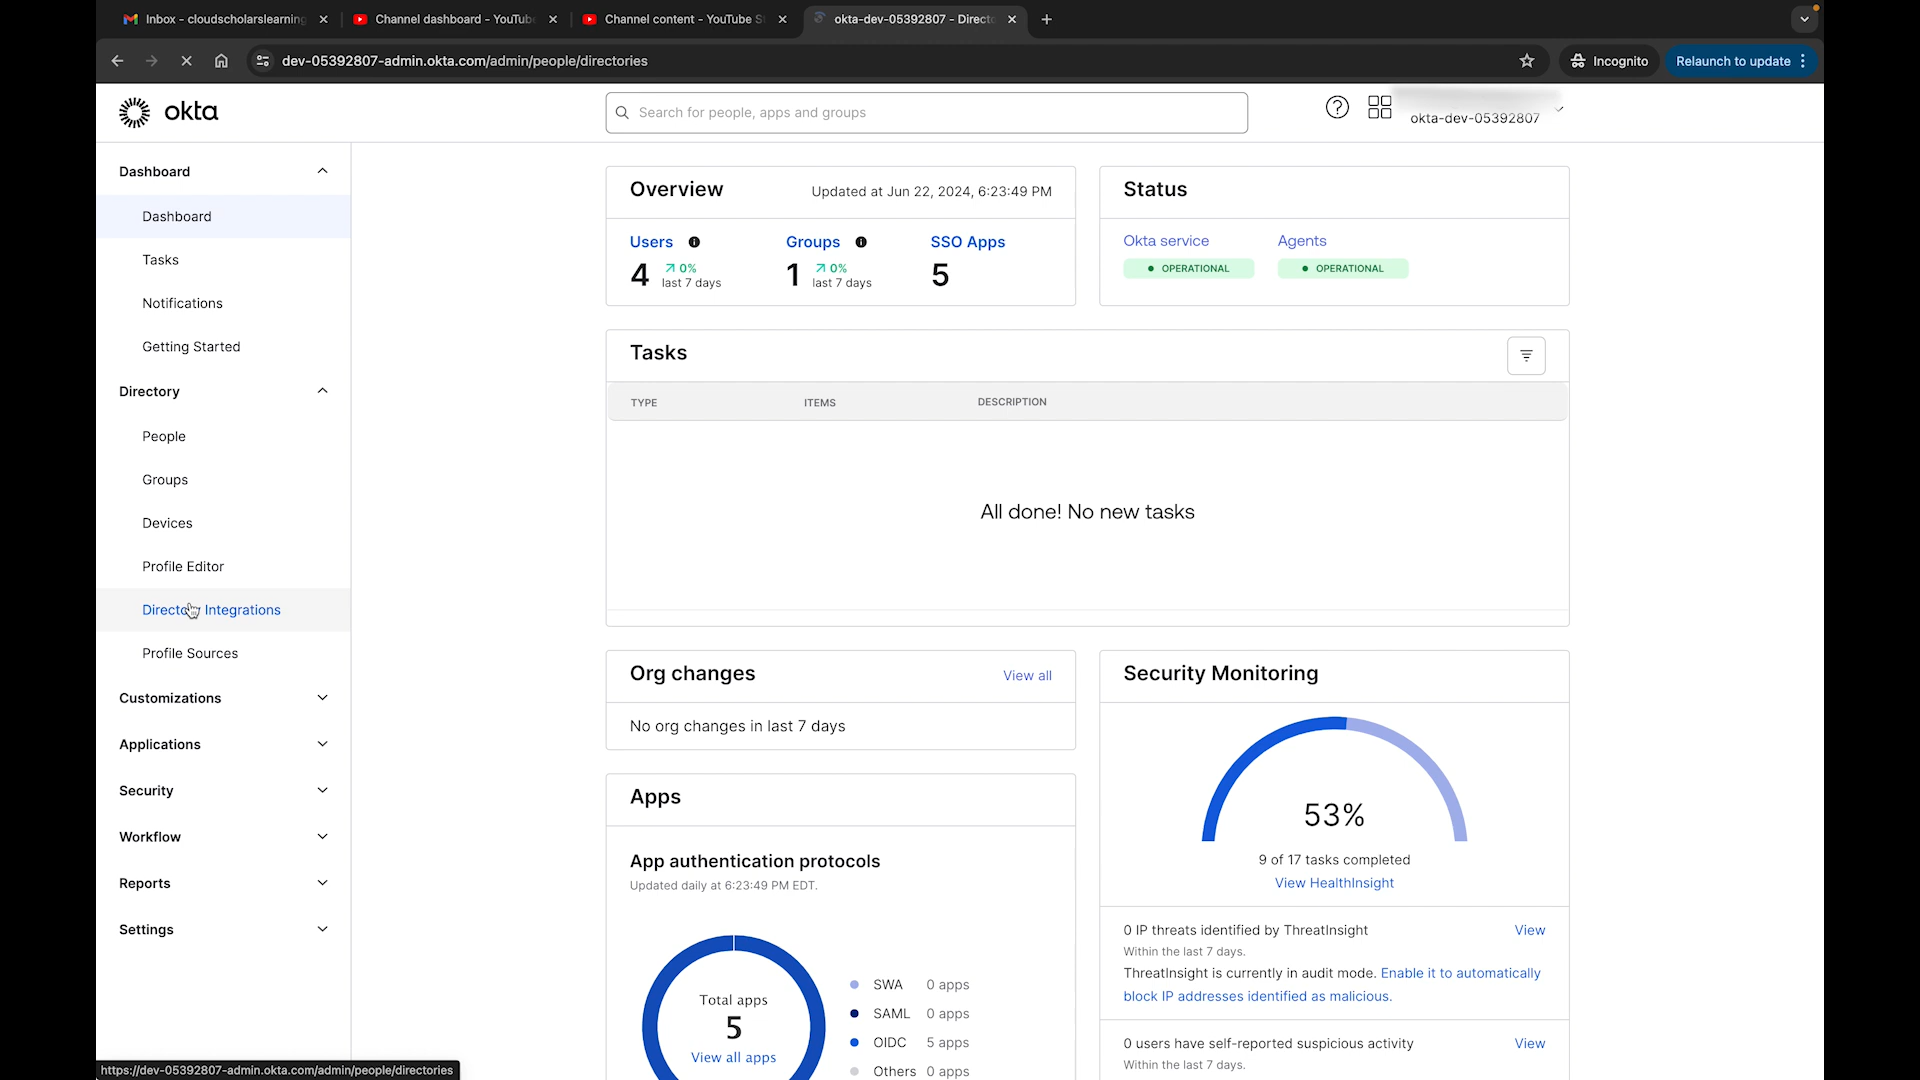 Inbox - cloudscholarslearning
Channel dashboard - YouTube
Channel content - YouTube S
okta-dev-05392807 - Directo
dev-05392807-admin.okta.com/admin/people/directories
Incognito
Relaunch to update
okta
Search for people, apps and groups
okta-dev-05392807
Dashboard
Dashboard
Tasks
Notifications
Getting Started
Directory
People
Groups
Devices
Profile Editor
Directory Integrations
Profile Sources
Customizations
Applications
Security
Workflow
Reports
Settings
Overview
Updated at Jun 22, 2024, 6:23:49 PM
Users
Groups
SSO Apps
4
0%
last 7 days
1
0%
last 7 days
5
Status
Okta service
Agents
OPERATIONAL
OPERATIONAL
Tasks
TYPE
ITEMS
DESCRIPTION
All done! No new tasks
Org changes
View all
No org changes in last 7 days
Apps
App authentication protocols
Updated daily at 6:23:49 PM EDT.
Total apps
5
View all apps
SWA 0 apps
SAML 0 apps
OIDC 5 apps
Others 0 apps
Security Monitoring
53%
9 of 17 tasks completed
View HealthInsight
0 IP threats identified by ThreatInsight
View
Within the last 7 days.
ThreatInsight is currently in audit mode. Enable it to automatically
block IP addresses identified as malicious.
0 users have self-reported suspicious activity
View
Within the last 7 days.
https://dev-05392807-admin.okta.com/admin/people/directories